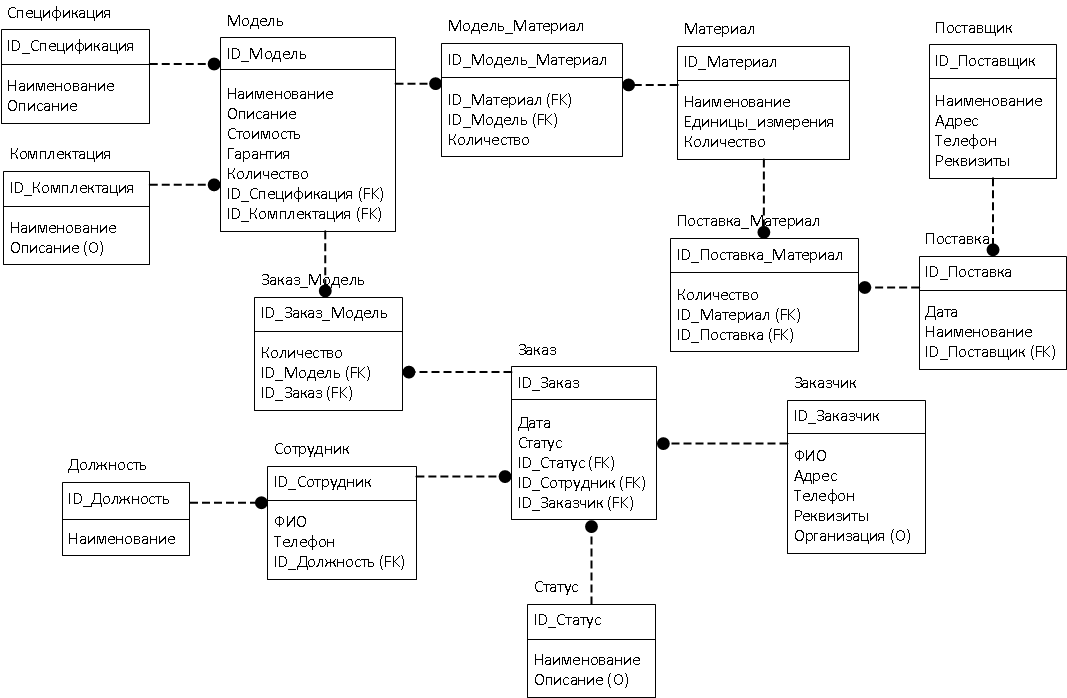 Спецификация
ID_Спецификация
Наименование
Описание
Комплектация
ID_Комплектация
Наименование
Описание (O)
Модель
ID_Модель
Наименование
Описание
Стоимость
Гарантия
Количество
ID_Спецификация (FK)
ID_Комплектация (FK)
Модель_Материал
ID_Модель_Материал
ID_Материал (FK)
ID_Модель (FK)
Количество
Материал
ID_Материал
Наименование
Единицы_измерения
Количество
Поставщик
ID_Поставщик
Наименование
Адрес
Телефон
Реквизиты
Поставка_Материал
ID_Поставка_Материал
Количество
ID_Материал (FK)
ID_Поставка (FK)
Поставка
ID_Поставка
Дата
Наименование
ID_Поставщик (FK)
Заказ_Модель
ID_Заказ_Модель
Количество
ID_Модель (FK)
ID_Заказ (FK)
Заказ
ID_Заказ
Дата
Статус
ID_Статус (FK)
ID_Сотрудник (FK)
ID_Заказчик (FK)
Заказчик
ID_Заказчик
ФИО
Адрес
Телефон
Реквизиты
Организация (O)
Должность
ID_Должность
Наименование
Сотрудник
ID_Сотрудник
ФИО
Телефон
ID_Должность (FK)
Статус
ID_Статус
Наименование
Описание (O)